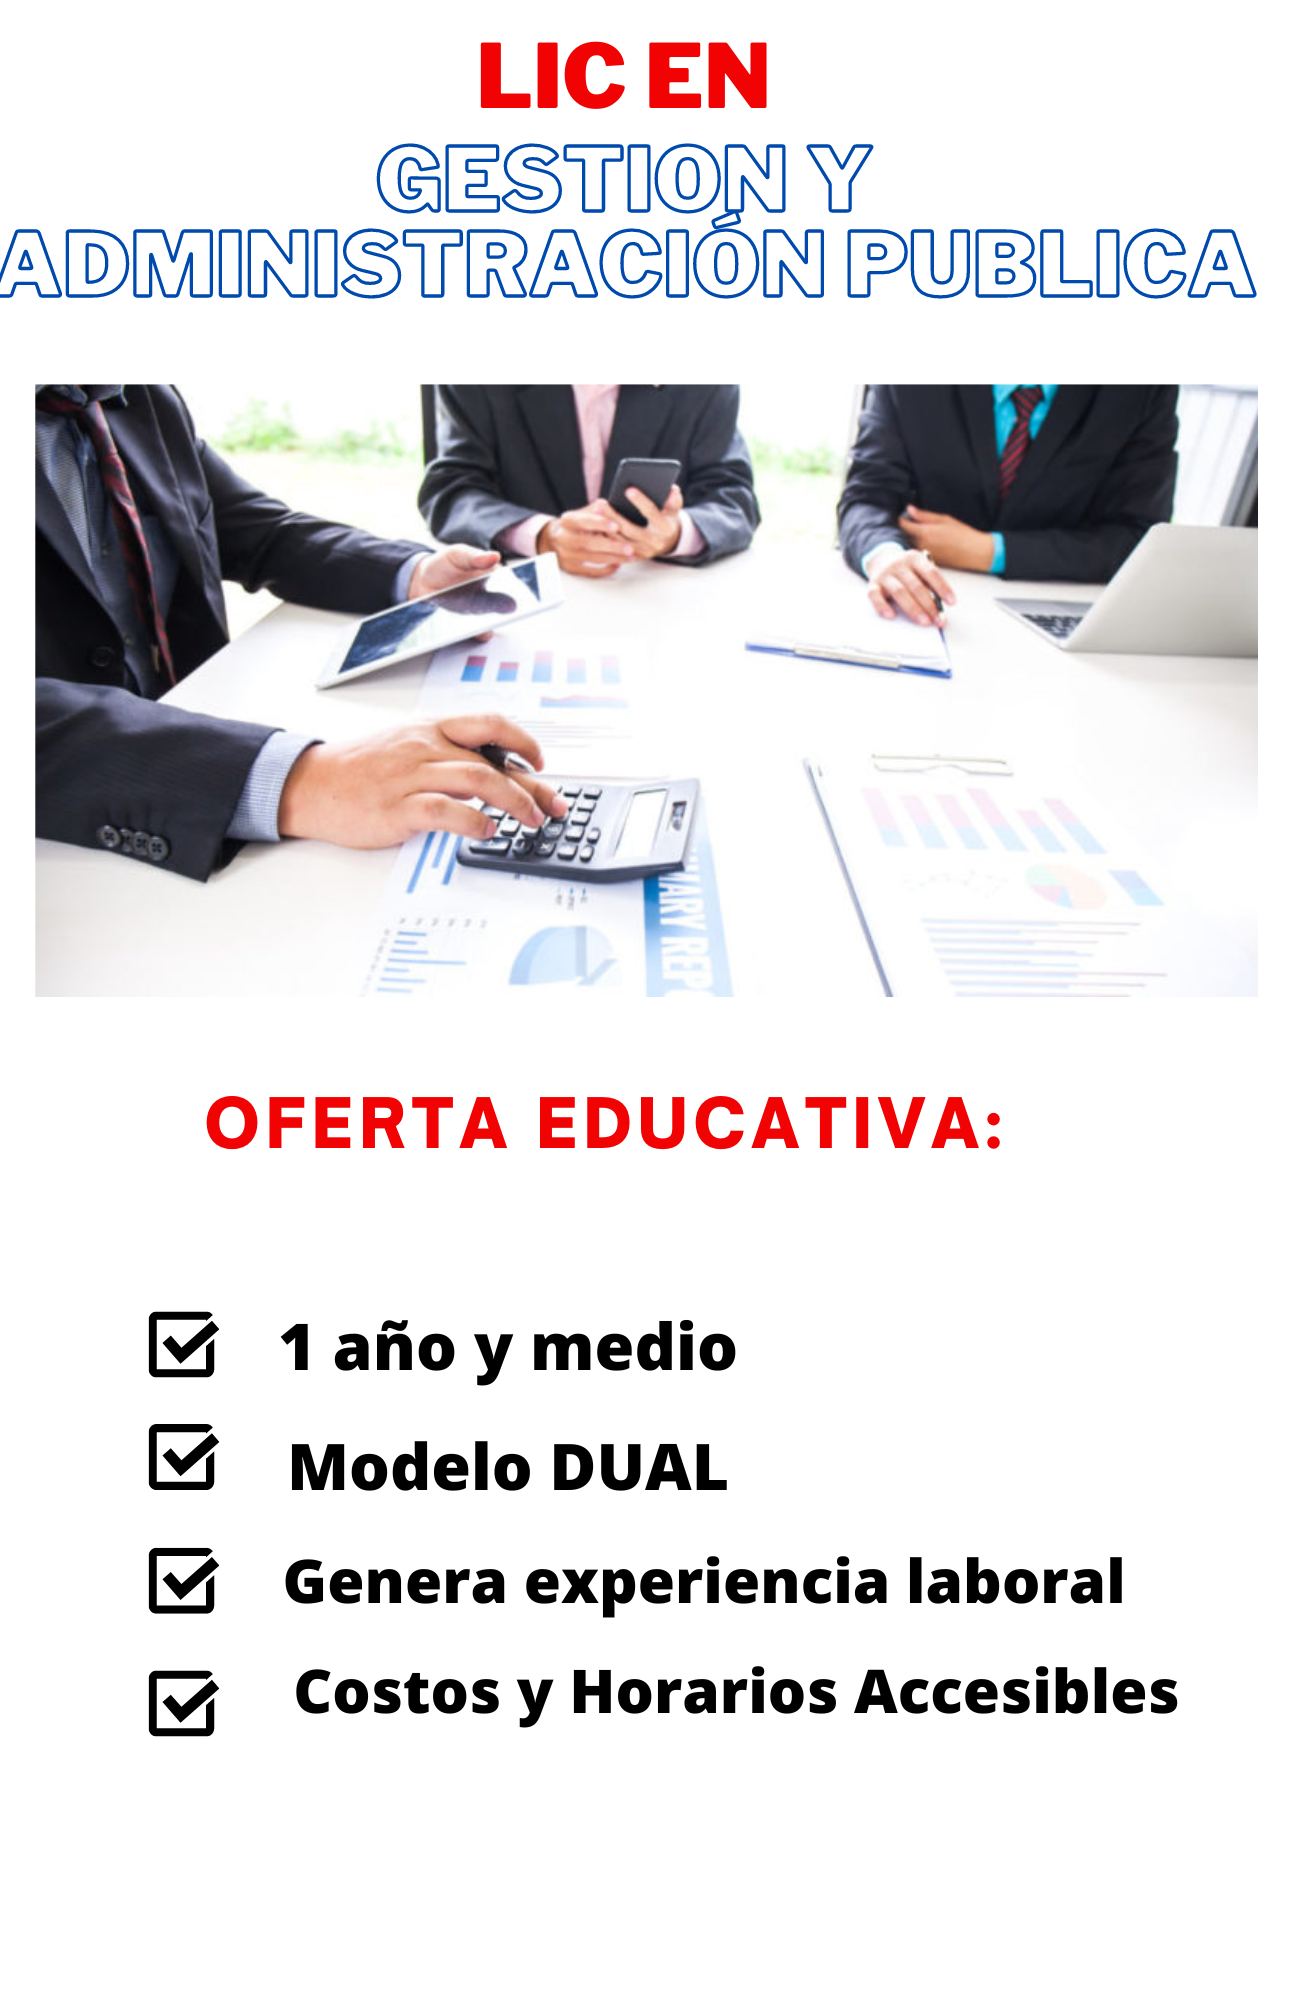 LIC EN
GESTION Y
ADMINISTRACIÓN PUBLICA
OFERTA EDUCATIVA:
1 año y medio
Modelo DUAL
Genera experiencia laboral
Costos y Horarios Accesibles